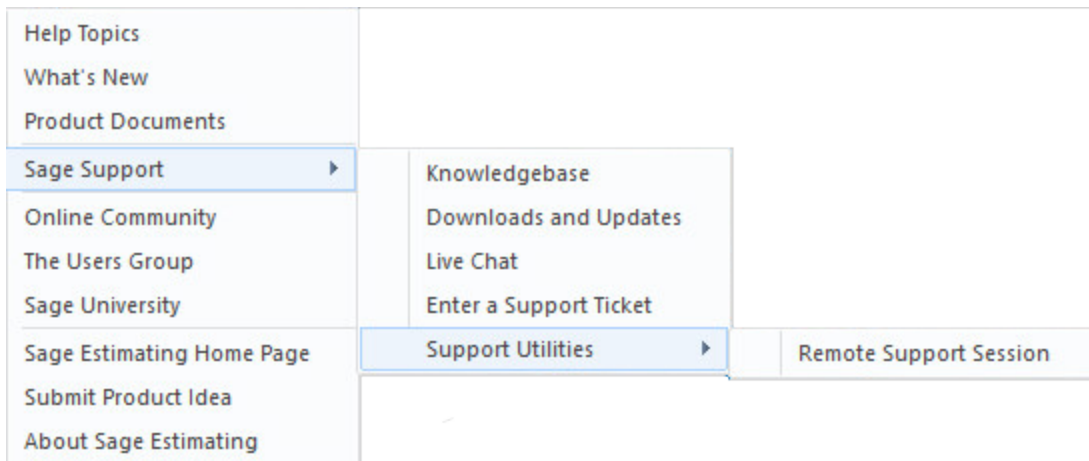 Help Topics
What's New
Product Documents
Sage Support
Online Community
The Users Group
Sage University
Sage Estimating Home Page
Submit Product Idea
About Sage Estimating
Knowledgebase
Downloads and Updates
Live Chat
Enter a Support Ticket
Support Utilities
Remote Support Session